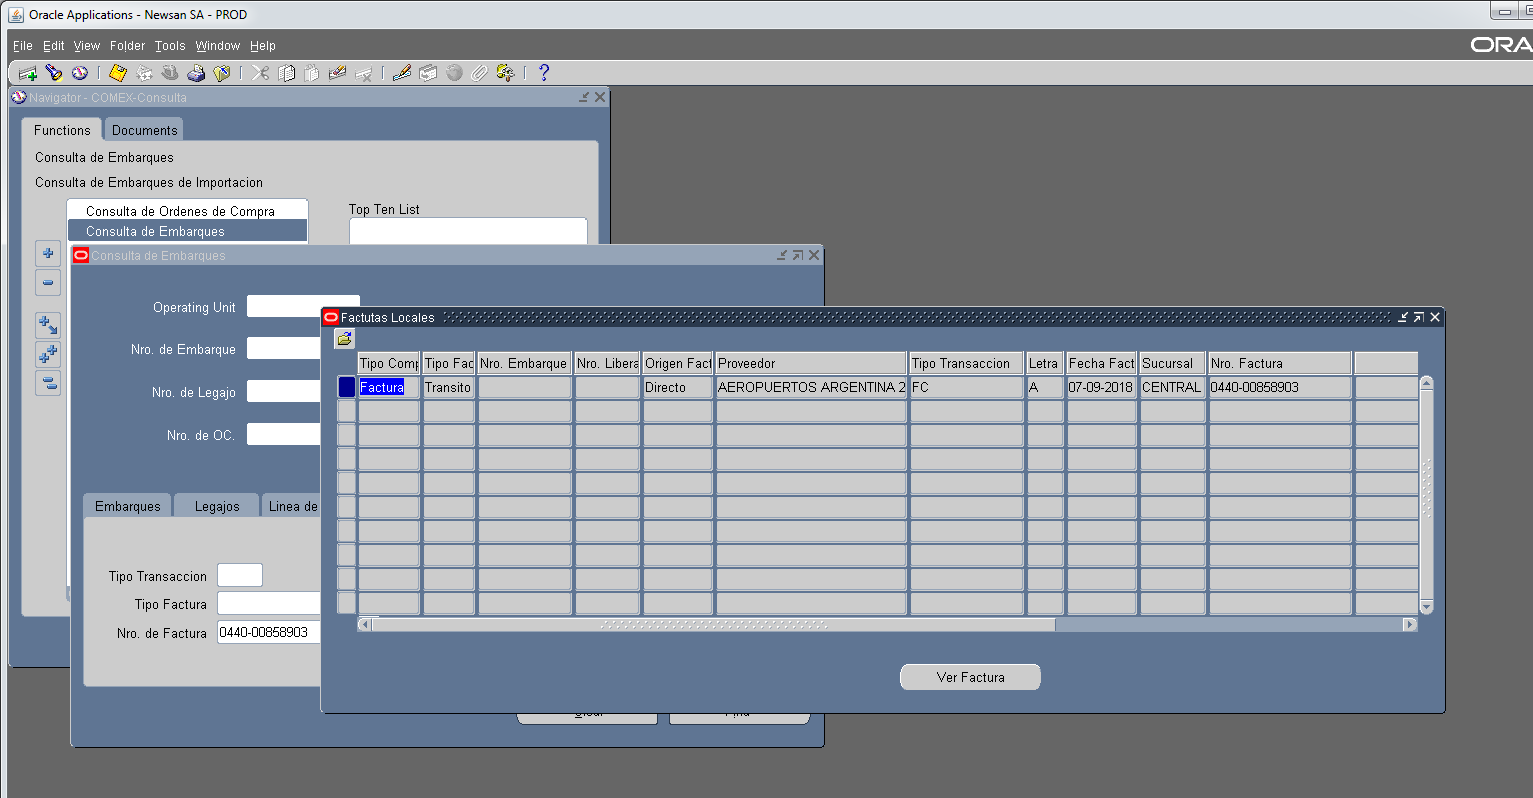 Oracle Applications - Newsan SA - PROD
File Edit View Folder Tools Window Help
ORA
Navigator - COMEX-Consulta
Functions Documents
Consulta de Embarques
Consulta de Embarques de Importacion
Consulta de Ordenes de Compra
Consulta de Embarques
Top Ten List
Consulta de Embarques
Operating Unit
Nro. de Embarque
Nro. de Legajo
Nro. de OC.
Embarques Legajos Linea de
Tipo Transaccion
Tipo Factura
Nro. de Factura 0440-00858903
Clear Find
Factutas Locales
Tipo Comp Tipo Fac Nro. Embarque Nro. Libera Origen Fact Proveedor Tipo Transaccion Letra Fecha Fact Sucursal Nro. Factura
Factura Transito Directo AEROPUERTOS ARGENTINA 2 FC A 07-09-2018 CENTRAL 0440-00858903
Ver Factura